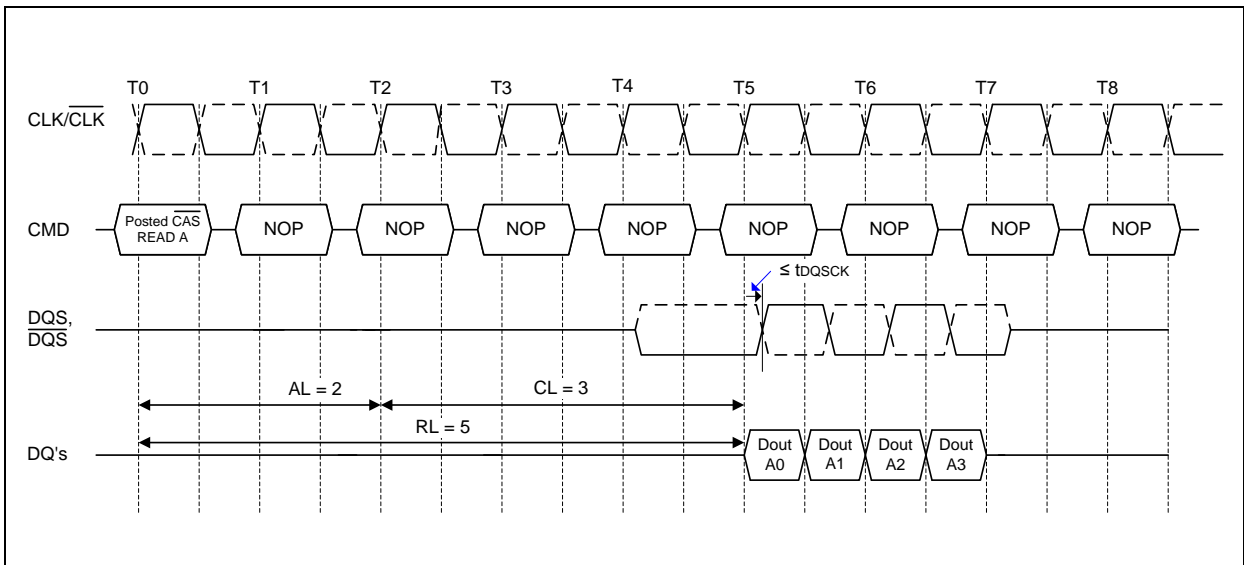 T0 T1 T2 T3 T4 T5 T6 T7 T8
CLK/CLK
CMD
Posted CAS
READ A
NOP NOP NOP NOP NOP NOP NOP NOP
≤ tDQSCK
DQS,
DQS
AL = 2 CL = 3
RL = 5
DQ's
Dout Dout Dout Dout
A0 A1 A2 A3